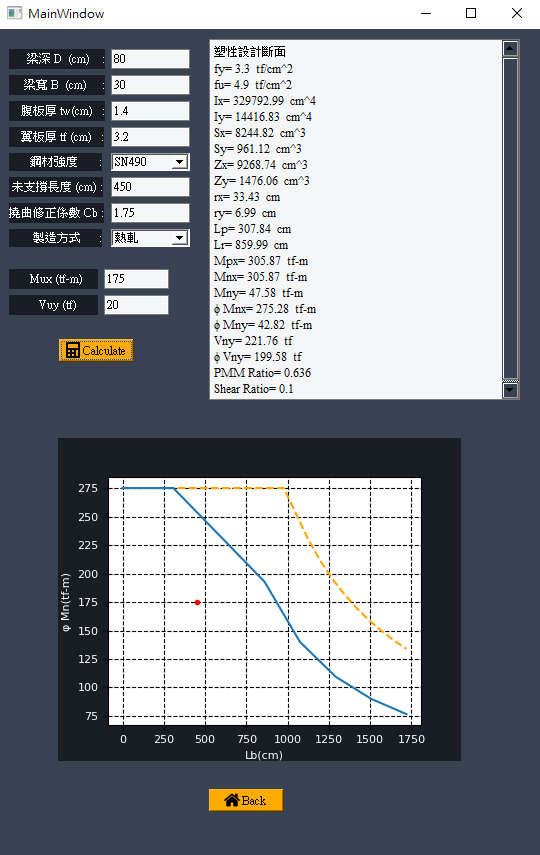 MainWindow
梁深 D (cm) : 80
梁寬 B (cm) : 30
腹板厚 tw(cm) : 1.4
翼板厚 tf (cm) : 3.2
鋼材強度 : SN490
未支撐長度 (cm) : 450
撓曲修正係數 Cb : 1.75
製造方式 : 熱軋
Mux (tf-m) 175
Vuy (tf) 20
Calculate
塑性設計斷面
fy= 3.3 tf/cm^2
fu= 4.9 tf/cm^2
Ix= 329792.99 cm^4
Iy= 14416.83 cm^4
Sx= 8244.82 cm^3
Sy= 961.12 cm^3
Zx= 9268.74 cm^3
Zy= 1476.06 cm^3
rx= 33.43 cm
ry= 6.99 cm
Lp= 307.84 cm
Lr= 859.99 cm
Mpx= 305.87 tf-m
Mnx= 305.87 tf-m
Mny= 47.58 tf-m
ϕ Mnx= 275.28 tf-m
ϕ Mny= 42.82 tf-m
Vny= 221.76 tf
ϕ Vny= 199.58 tf
PMM Ratio= 0.636
Shear Ratio= 0.1
φ Mn(tf-m)
275
250
225
200
175
150
125
100
75
0 250 500 750 1000 1250 1500 1750
Lb(cm)
Back